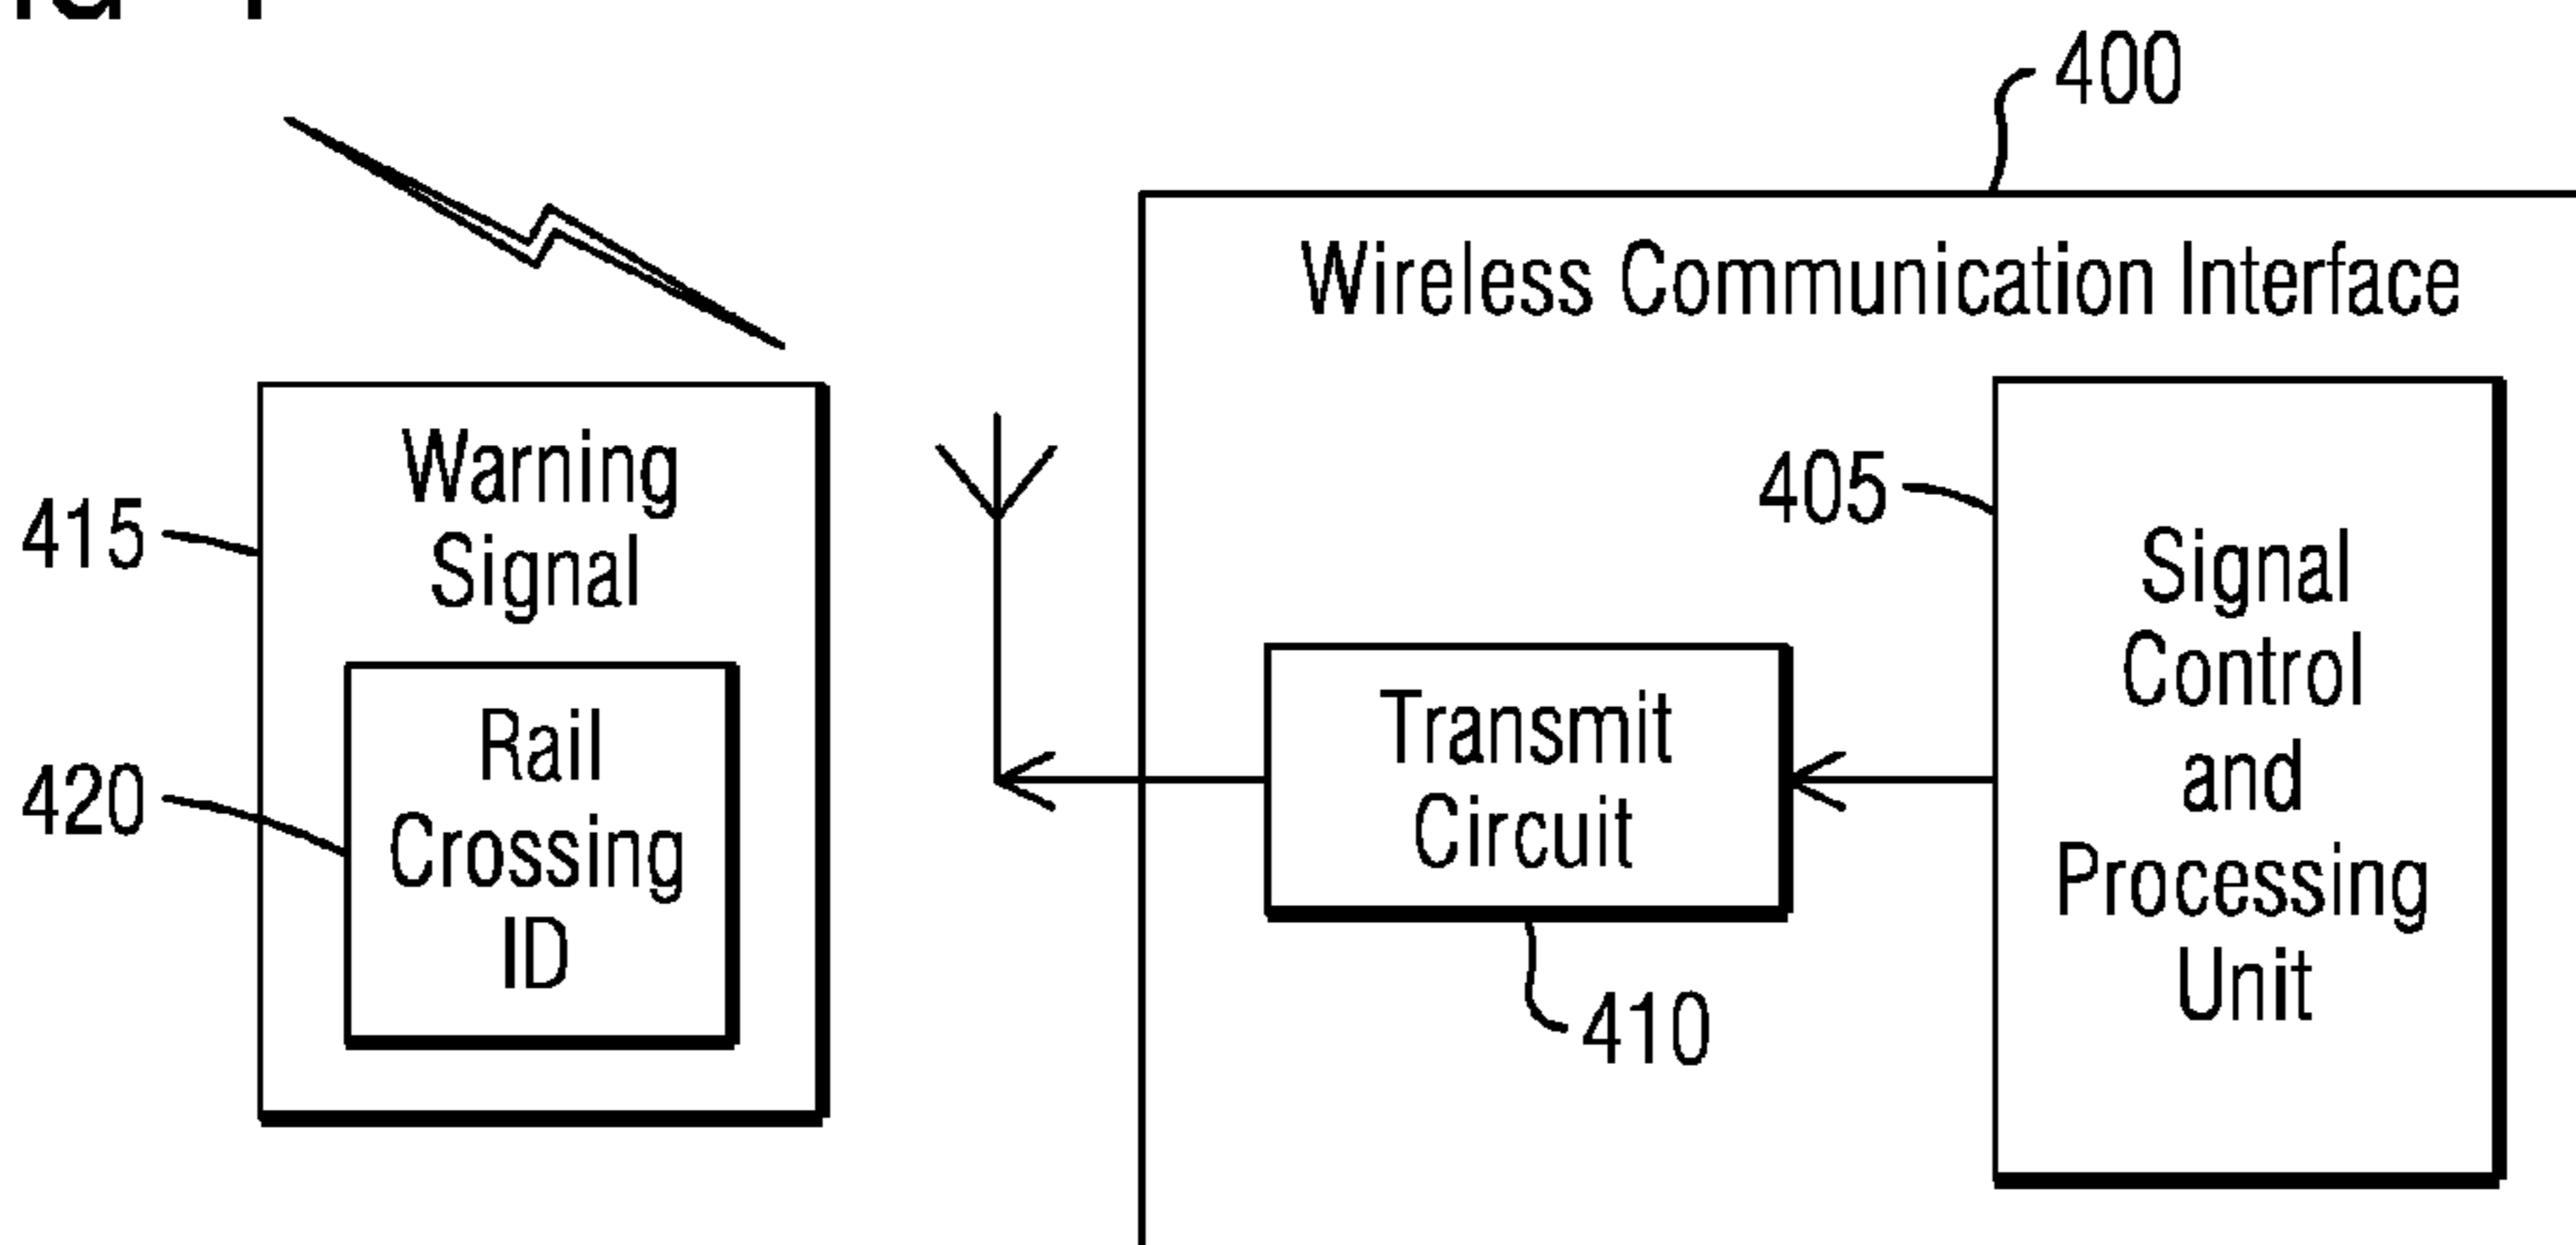 400
Wireless Communication Interface
Warning
Signal
415
Rail
Crossing
ID
420
405
Signal
Control
and
Processing
Unit
Transmit
Circuit
410